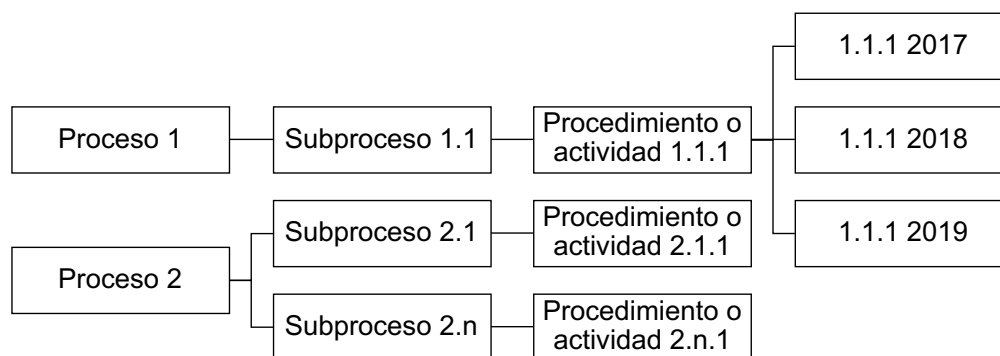 1.1.1 2017
Proceso 1
Subproceso 1.1
Procedimiento o
actividad 1.1.1
1.1.1 2018
1.1.1 2019
Proceso 2
Subproceso 2.1
Procedimiento o
actividad 2.1.1
Subproceso 2.n
Procedimiento o
actividad 2.n.1